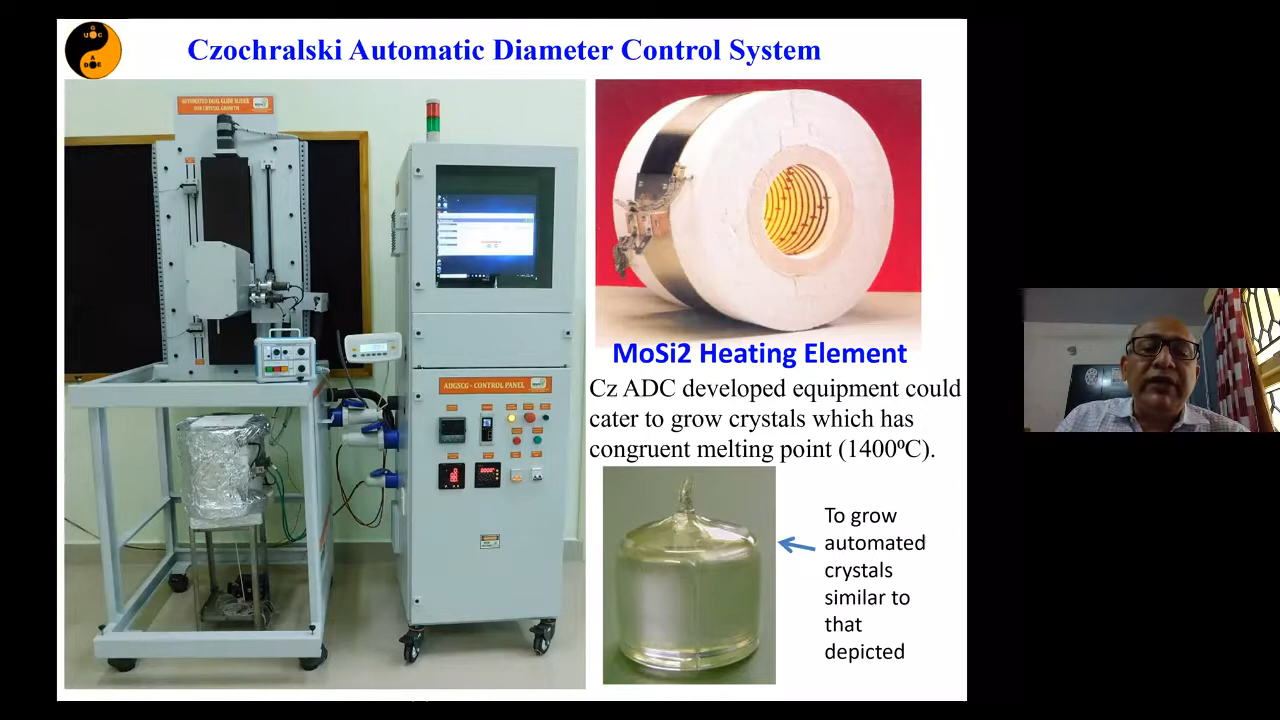 Czochralski Automatic Diameter Control System
AUTOMATED DUAL GLIDE SLIDER
FOR CRYSTAL GROWTH
ADGSCG - CONTROL PANEL
MoSi2 Heating Element
Cz ADC developed equipment could
cater to grow crystals which has
congruent melting point (1400⁰C).
To grow
automated
crystals
similar to
that
depicted